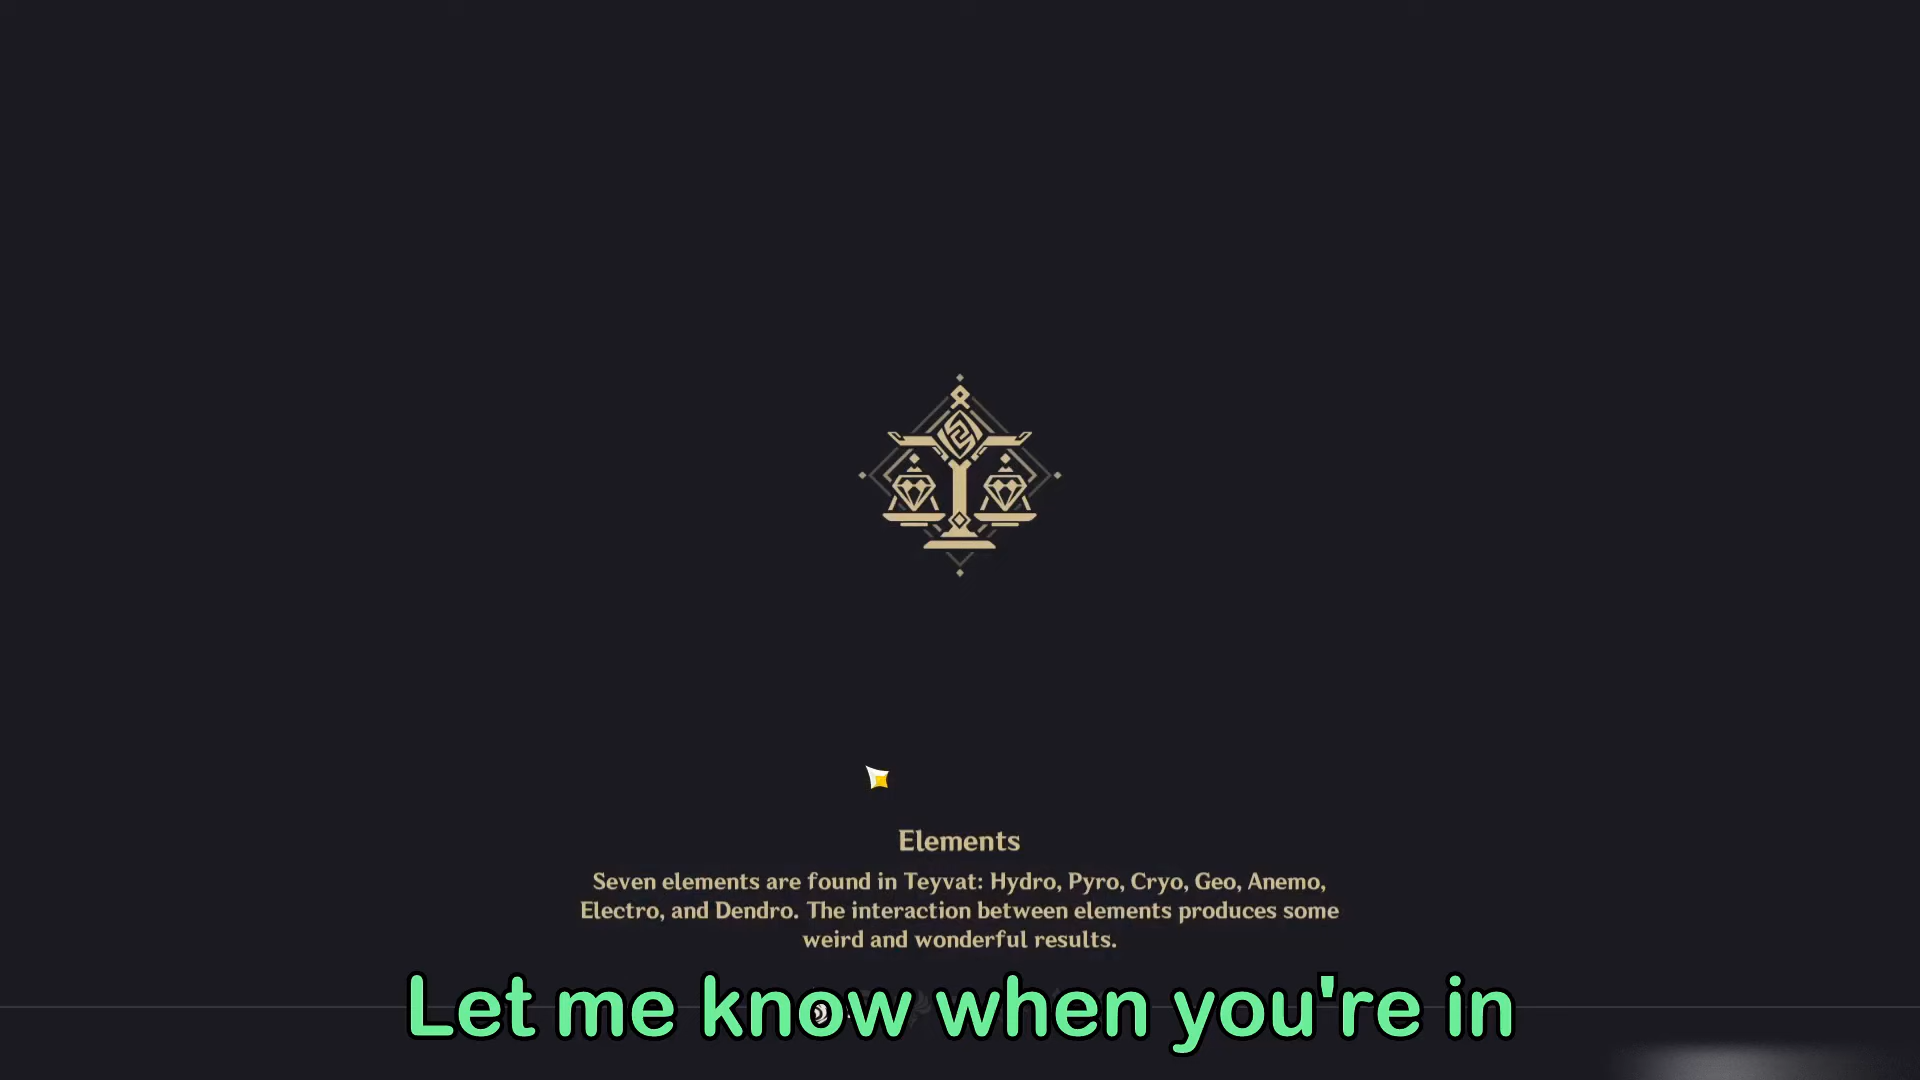 Elements
Seven elements are found in Teyvat: Hydro, Pyro, Cryo, Geo, Anemo,
Electro, and Dendro. The interaction between elements produces some
weird and wonderful results.
Let me know when you're in